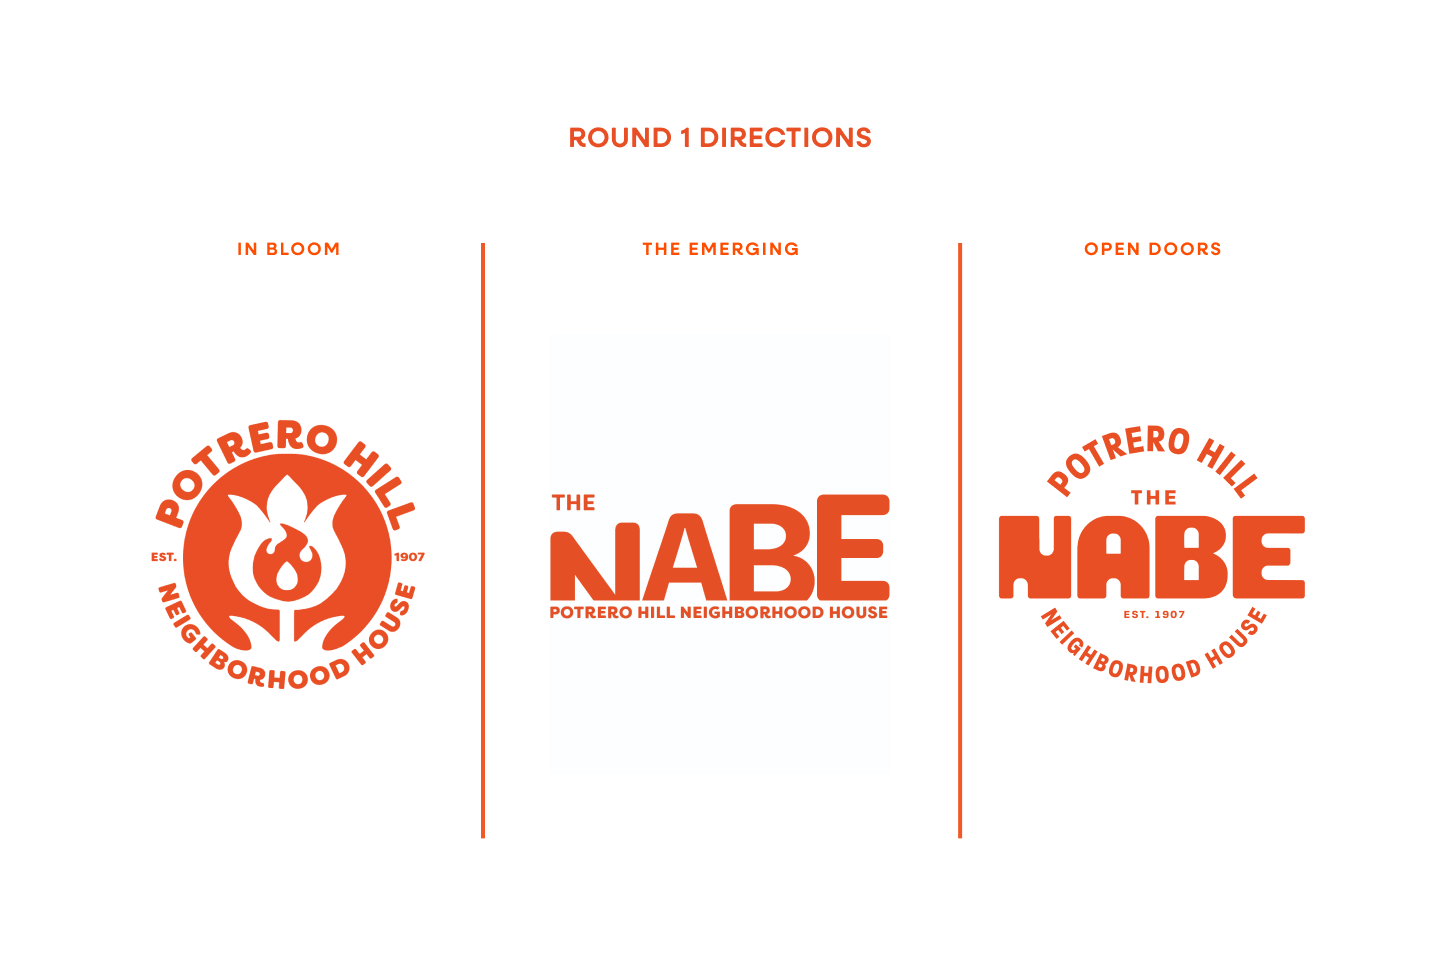 ROUND 1 DIRECTIONS
IN BLOOM
POTRERO HILL
EST.
1907
NEIGHBORHOOD HOUSE
THE EMERGING
THE
NABE
POTRERO HILL NEIGHBORHOOD HOUSE
OPEN DOORS
POTRERO HILL
THE
NABE
EST. 1907
NEIGHBORHOOD HOUSE